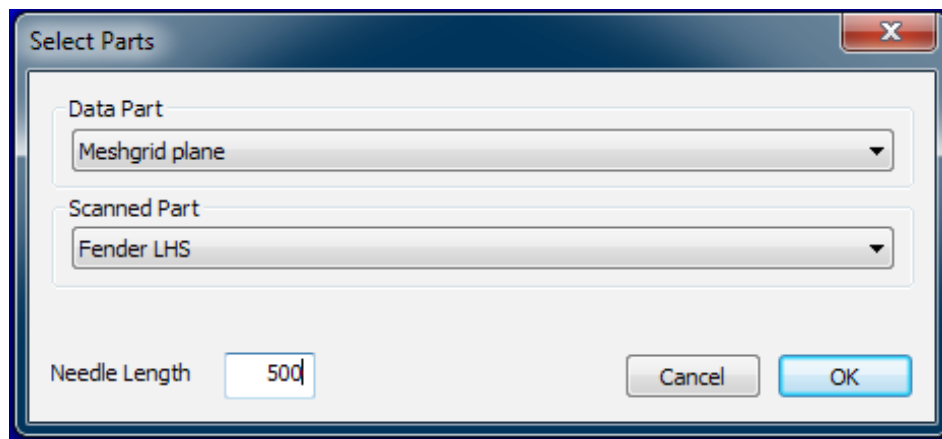 Select Parts
Data Part
Meshgrid plane
Scanned Part
Fender LHS
Needle Length 500 Cancel OK